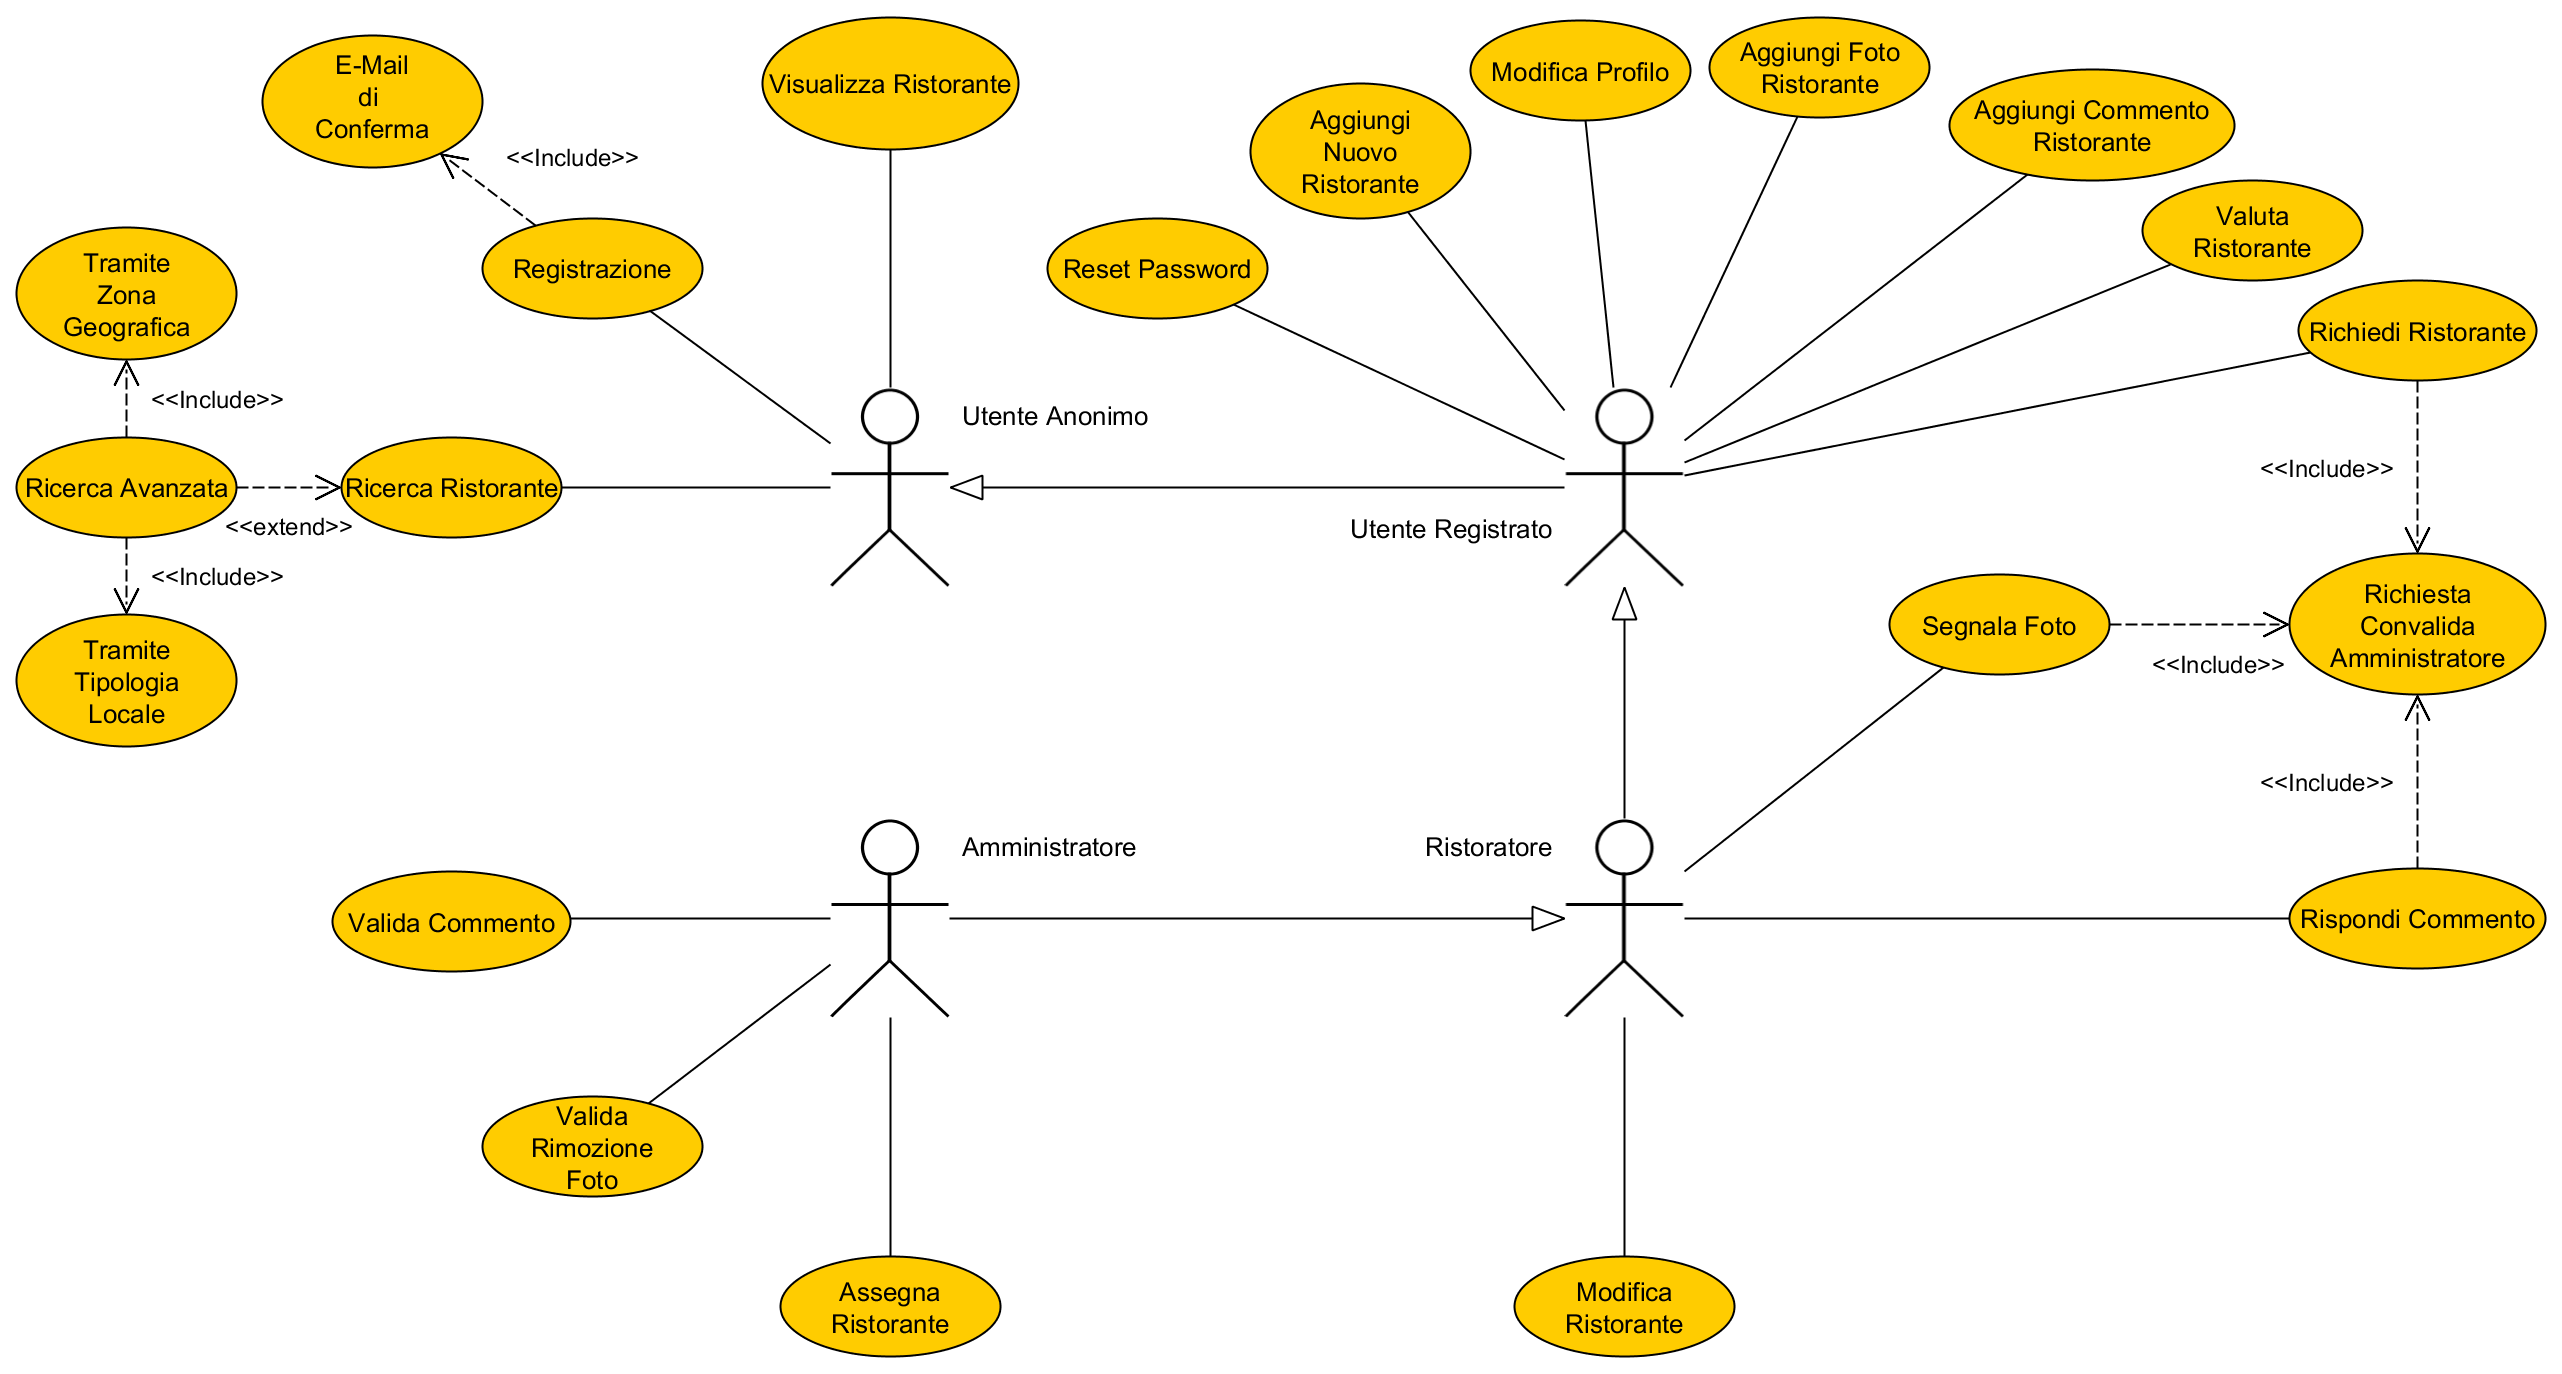 E-Mail
di
Conferma
Visualizza Ristorante
Modifica Profilo
Aggiungi Foto
Ristorante
Aggiungi
Nuovo
Ristorante
Aggiungi Commento
Ristorante
<<Include>>
Valuta
Ristorante
Tramite
Zona
Geografica
Registrazione
Reset Password
Richiedi Ristorante
<<Include>>
Utente Anonimo
Ricerca Avanzata
<<extend>>
Ricerca Ristorante
Utente Registrato
<<Include>>
<<Include>>
Tramite
Tipologia
Locale
Segnala Foto
<<Include>>
Richiesta
Convalida
Amministratore
<<Include>>
Amministratore
Ristoratore
Valida Commento
Rispondi Commento
Valida
Rimozione
Foto
Assegna
Ristorante
Modifica
Ristorante